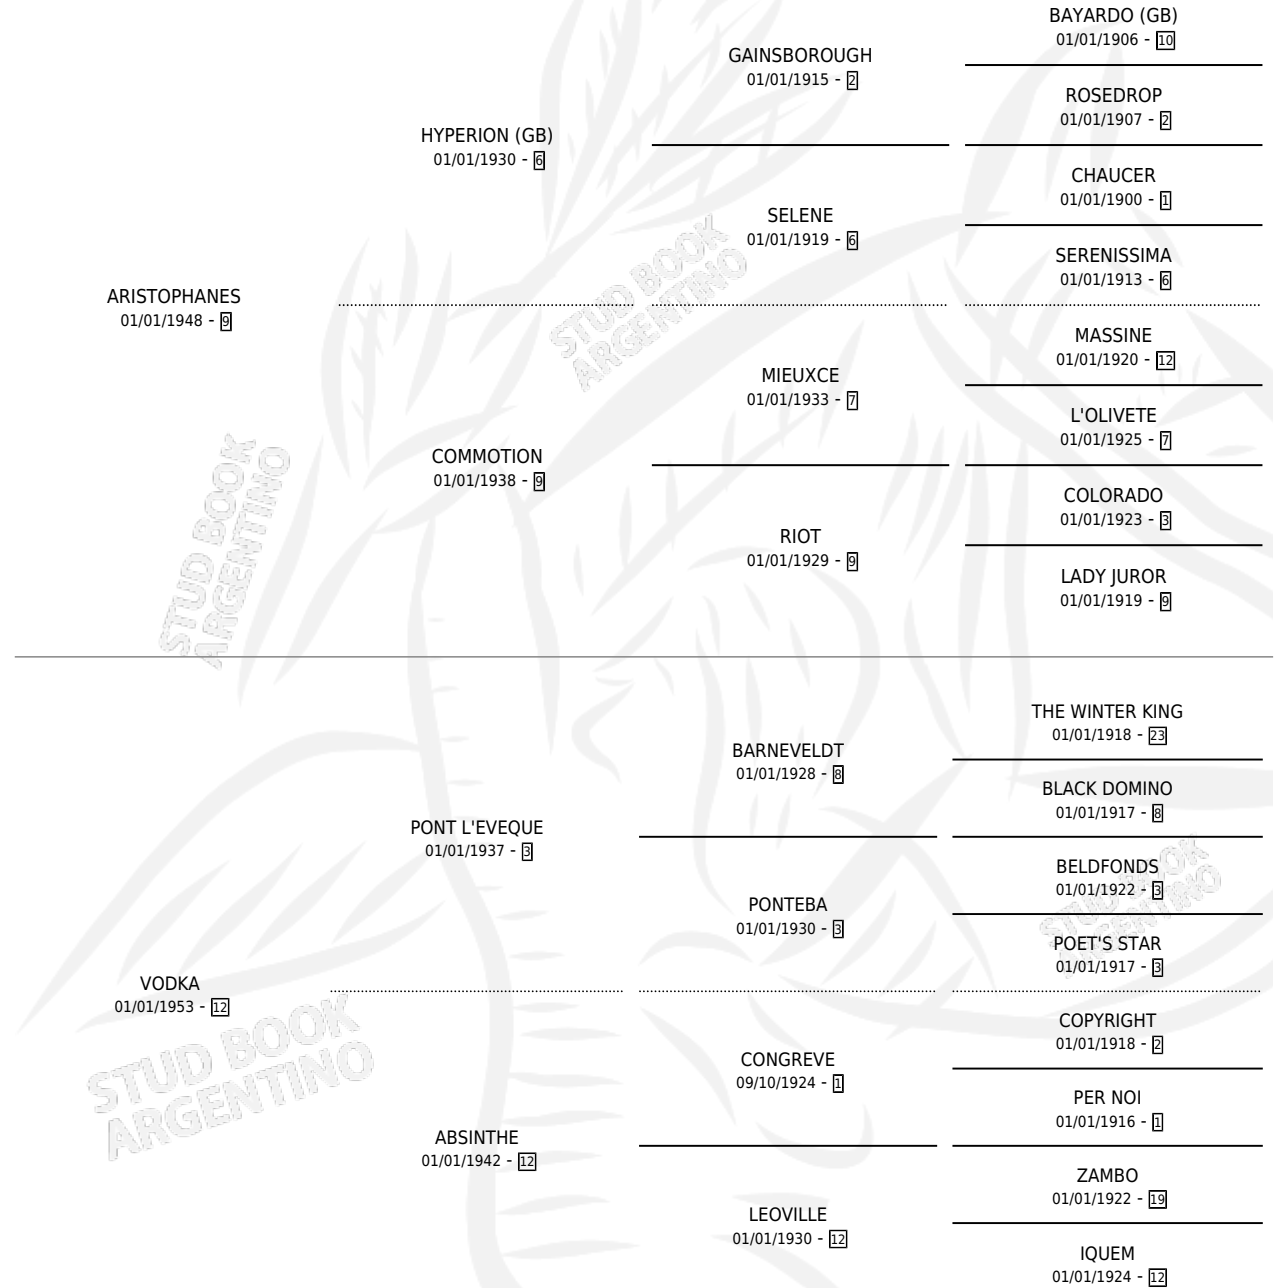 BAYARDO (GB)
01/01/1906 - 10
GAINSBOROUGH
01/01/1915 - 2
ROSEDROP
01/01/1907 - 2
HYPERION (GB)
01/01/1930 - 6
CHAUCER
01/01/1900 - 1
SELENE
01/01/1919 - 6
SERENISSIMA
01/01/1913 - 6
ARISTOPHANES
01/01/1948 - 9
MASSINE
01/01/1920 - 12
MIEUXCE
01/01/1933 - 7
L'OLIVETE
01/01/1925 - 7
COMMOTION
01/01/1938 - 9
COLORADO
01/01/1923 - 3
RIOT
01/01/1929 - 9
LADY JUROR
01/01/1919 - 9
STUD BOOK
ARGENTINO
STUD BOOK
ARGENTINO
THE WINTER KING
01/01/1918 - 23
BARNEVELDT
01/01/1928 - 8
BLACK DOMINO
01/01/1917 - 8
PONT L'EVEQUE
01/01/1937 - 3
BELDFONDS
01/01/1922 - 3
PONTEBA
01/01/1930 - 3
POET'S STAR
01/01/1917 - 3
STUD BOOK
ARGENTINO
VODKA
01/01/1953 - 12
COPYRIGHT
01/01/1918 - 2
CONGREVE
09/10/1924 - 1
PER NOI
01/01/1916 - 1
STUD BOOK
ARGENTINO
ABSINTHE
01/01/1942 - 12
ZAMBO
01/01/1922 - 19
LEOVILLE
01/01/1930 - 12
IQUEM
01/01/1924 - 12